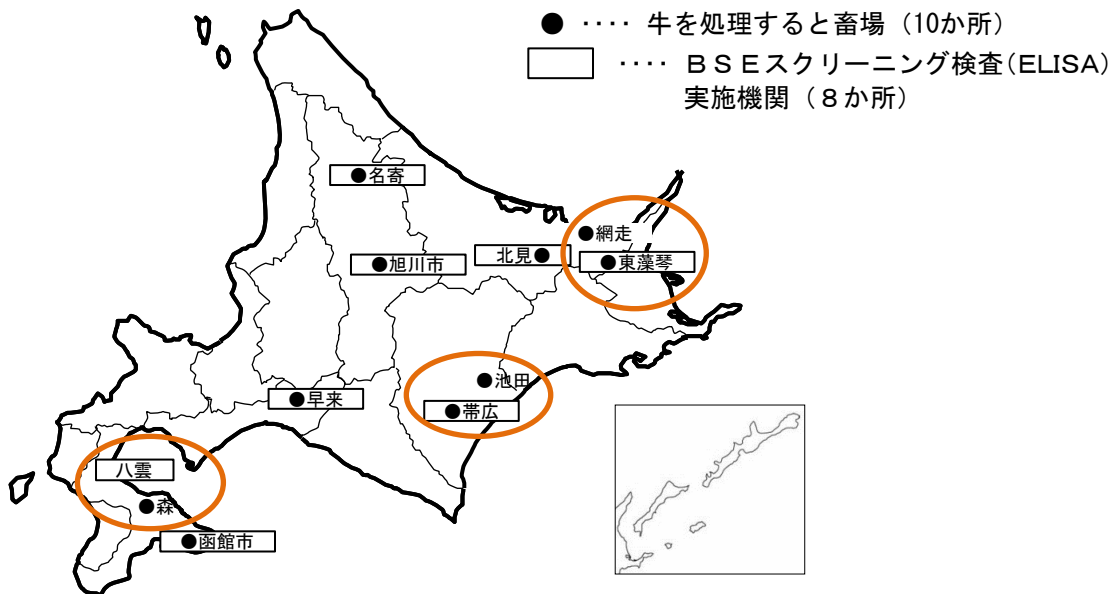 ● ‥‥ 牛を処理すると畜場（10か所）
‥‥ ＢＳＥスクリーニング検査(ELISA)
実施機関（８か所）
●名寄
●網走
北見●
●東藻琴
●旭川市
●池田
●早来
●帯広
八雲
●森
●函館市